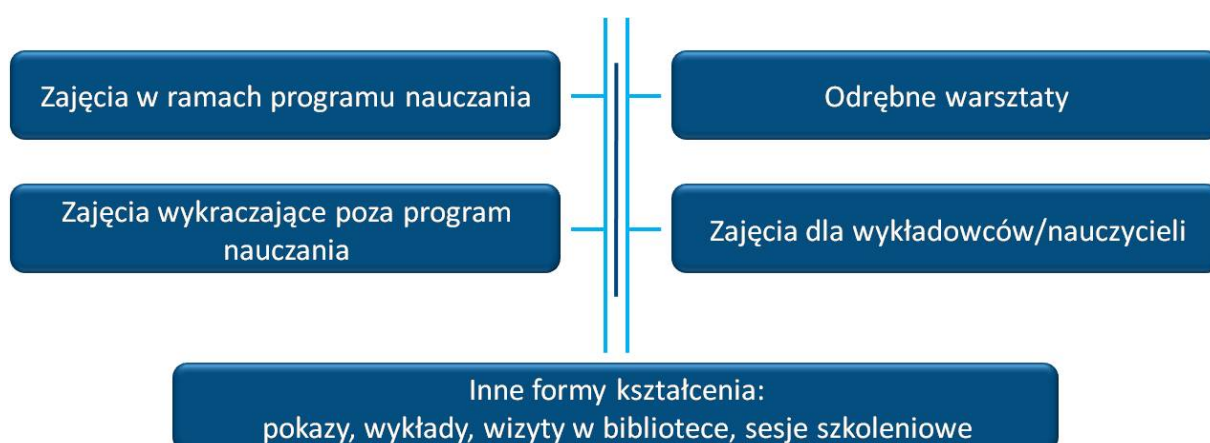 Zajęcia w ramach programu nauczania
Odrębne warsztaty
Zajęcia wykraczające poza program
nauczania
Zajęcia dla wykładowców/nauczycieli
Inne formy kształcenia:
pokazy, wykłady, wizyty w bibliotece, sesje szkoleniowe